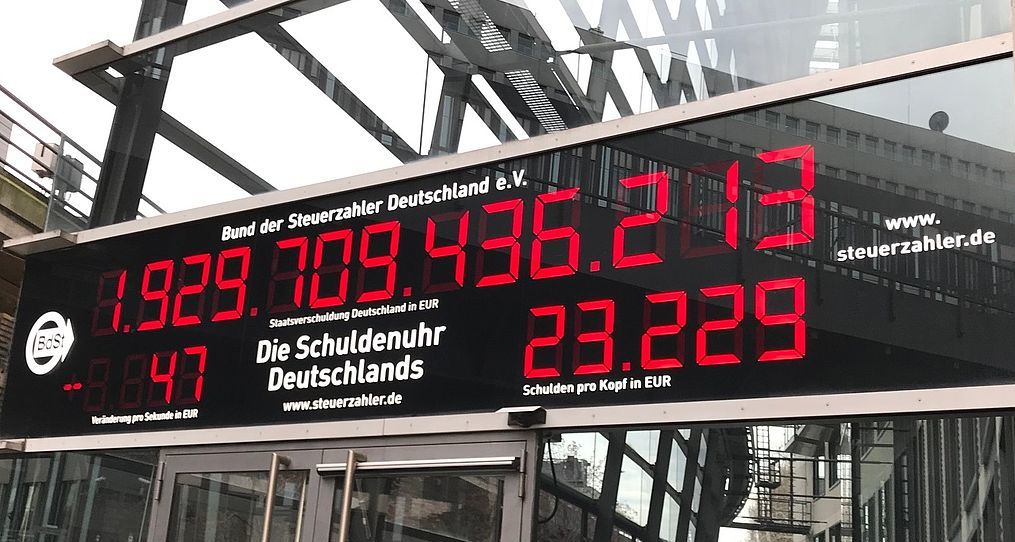 Bund der Steuerzahler Deutschland e.V.
1.929.709.436.213
www.
steuerzahler.de
Staatsverschuldung Deutschland in EUR
BdSt
Die Schuldenuhr
Deutschlands
www.steuerzahler.de
- 47
Veränderung pro Sekunde in EUR
23.229
Schulden pro Kopf in EUR